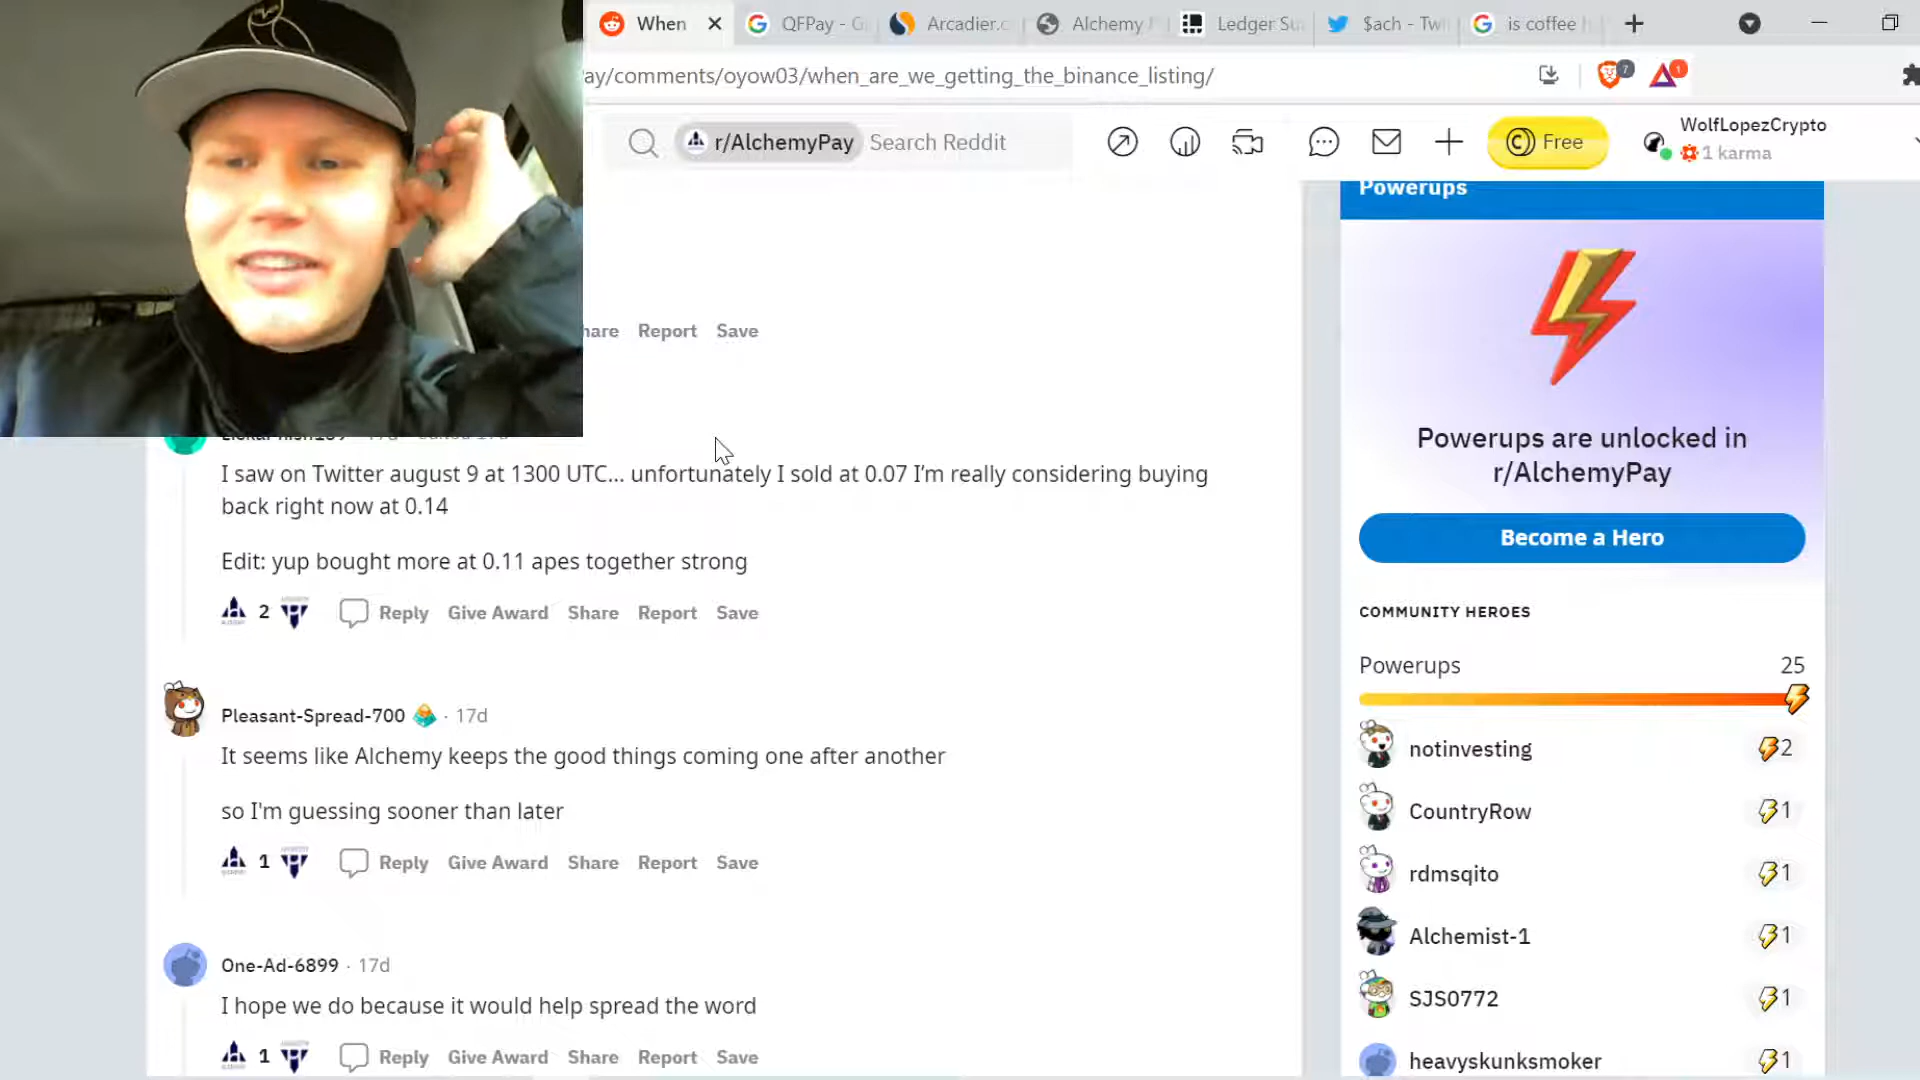 When
QFPay - G
Arcadier.c
Alchemy
Ledger Su
$ach - Twi
is coffee h
ay/comments/oyow03/when_are_we_getting_the_binance_listing/
7
1
r/AlchemyPay Search Reddit
Free
WolfLopezCrypto
1 karma
Powerups
hare Report Save
I saw on Twitter august 9 at 1300 UTC... unfortunately I sold at 0.07 I'm really considering buying
back right now at 0.14
Edit: yup bought more at 0.11 apes together strong
2 Reply Give Award Share Report Save
Pleasant-Spread-700 · 17d
It seems like Alchemy keeps the good things coming one after another
so I'm guessing sooner than later
1 Reply Give Award Share Report Save
One-Ad-6899 · 17d
I hope we do because it would help spread the word
1 Reply Give Award Share Report Save
Powerups are unlocked in
r/AlchemyPay
Become a Hero
COMMUNITY HEROES
Powerups 25
notinvesting 2
CountryRow 1
rdmsqito 1
Alchemist-1 1
SJS0772 1
heavyskunksmoker 1